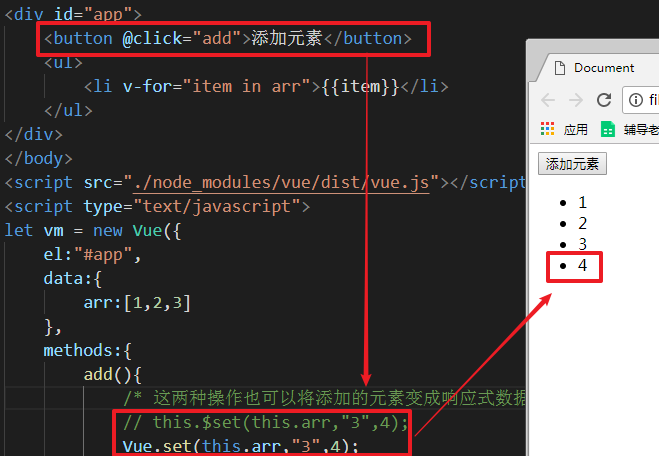 <div id="app">
<button @click="add">添加元素</button>
<ul>
<li v-for="item in arr">{{item}}</li>
</ul>
</div>
</body>
<script src="./node_modules/vue/dist/vue.js"></script
<script type="text/javascript">
let vm = new Vue({
el:"#app",
data:{
arr:[1,2,3]
},
methods:{
add(){
/* 这两种操作也可以将添加的元素变成响应式数据
// this.$set(this.arr,"3",4);
Vue.set(this.arr,"3",4);
Document
fil
应用 辅导老
添加元素
1
2
3
4